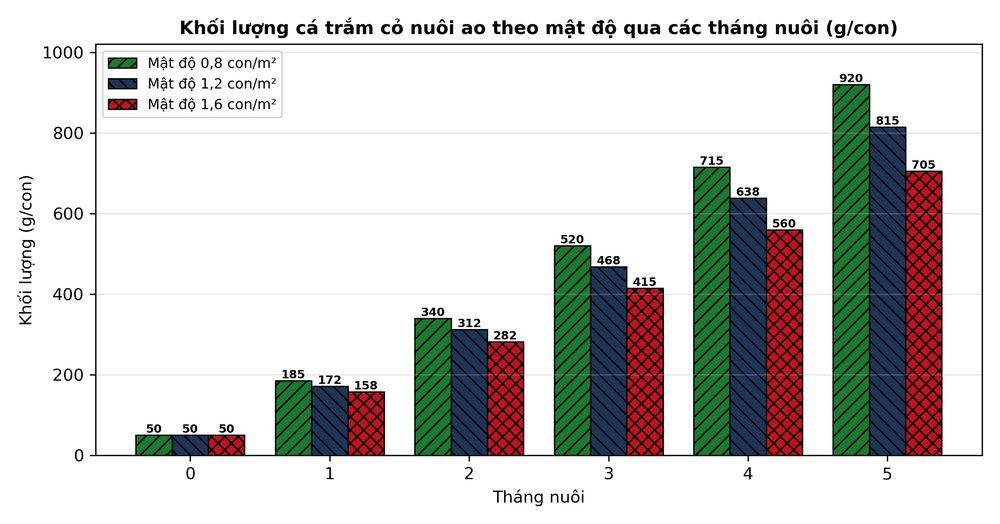 Khối lượng cá trắm cỏ nuôi ao theo mật độ qua các tháng nuôi (g/con)
Khối lượng (g/con)
1000
800
600
400
200
0
Mật độ 0,8 con/m²
Mật độ 1,2 con/m²
Mật độ 1,6 con/m²
50 50 50
185 172 158
340 312 282
520 468 415
715 638 560
920 815 705
0 1 2 3 4 5
Tháng nuôi